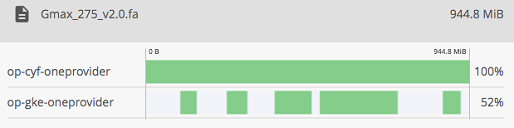 Gmax_275_v2.0.fa 944.8 MiB
0 B 944.8 MiB
op-cyf-oneprovider 100%
op-gke-oneprovider 52%